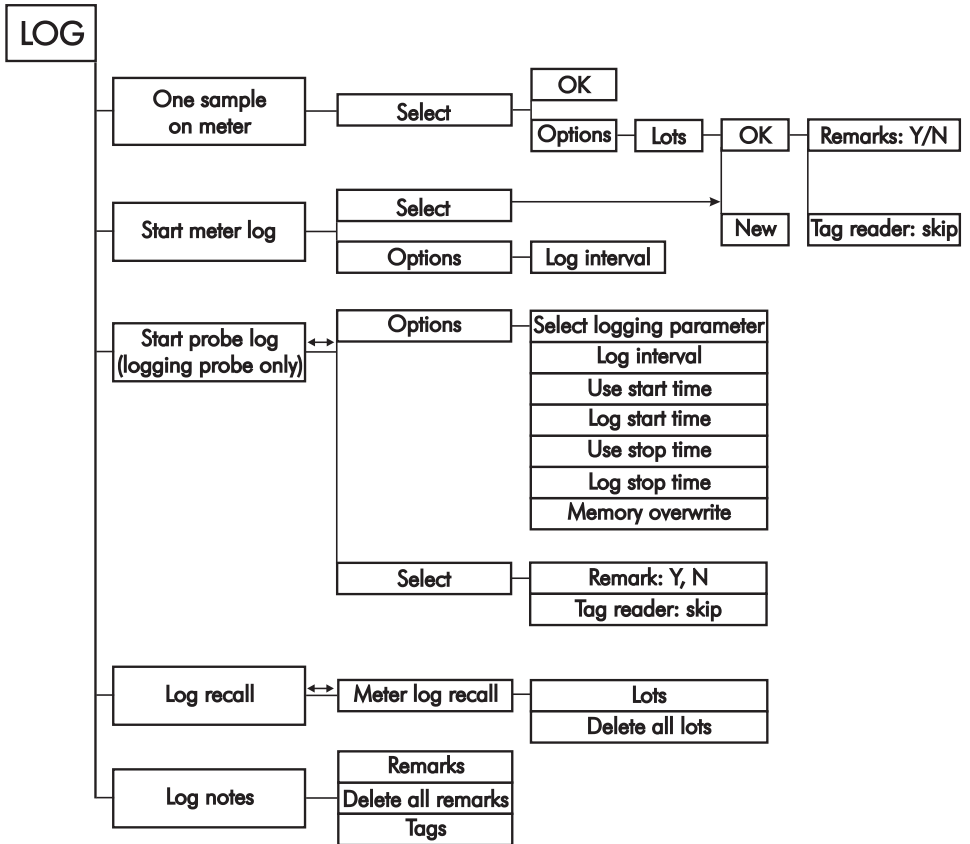 LOG
One sample
on meter
Select
OK
Options
Lots
OK
Remarks: Y/N
New
Tag reader: skip
Start meter log
Select
Options
Log interval
Start probe log
(logging probe only)
Options
Select logging parameter
Log interval
Use start time
Log start time
Use stop time
Log stop time
Memory overwrite
Select
Remark: Y, N
Tag reader: skip
Log recall
Meter log recall
Lots
Delete all lots
Log notes
Remarks
Delete all remarks
Tags